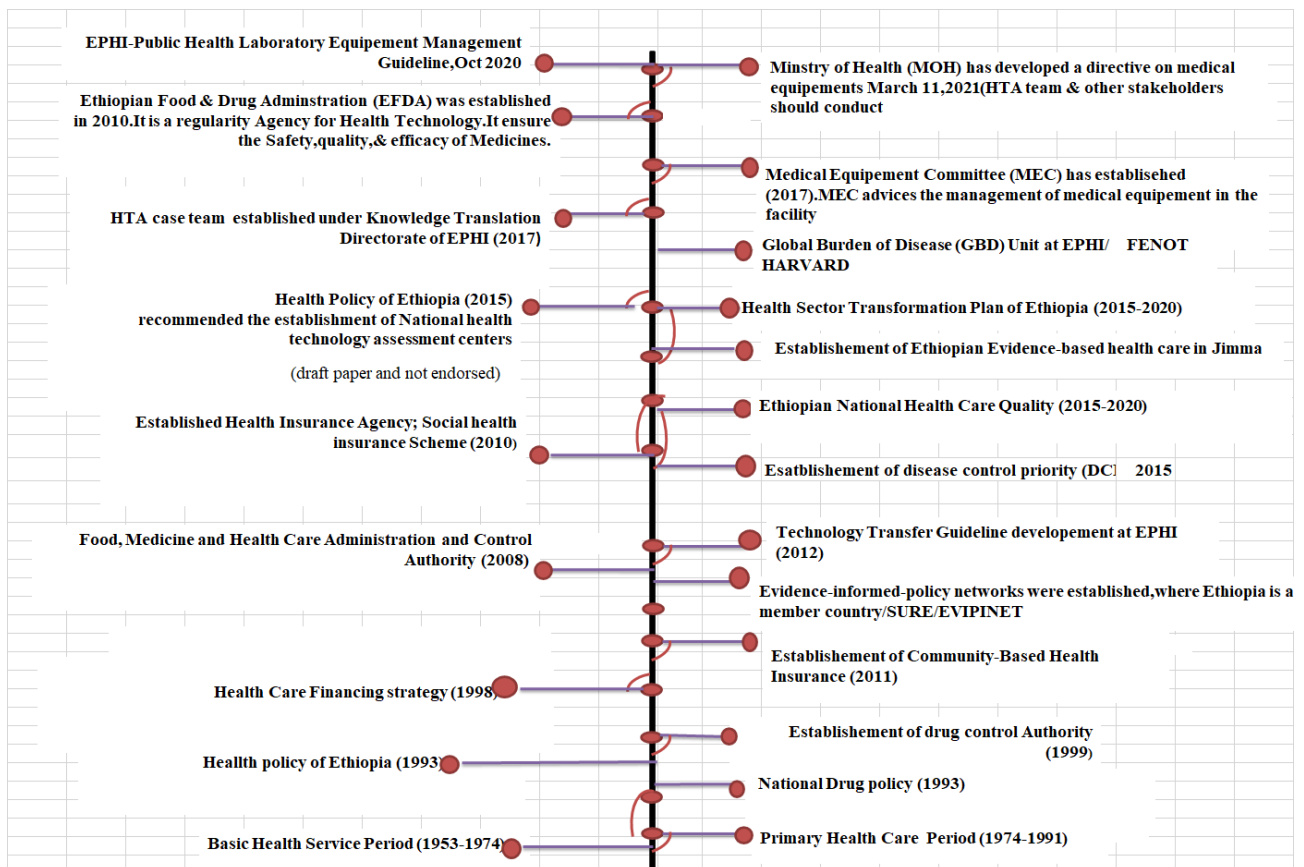 EPHI-Public Health Laboratory Equipement Management
Guideline,Oct 2020
Minstry of Health (MOH) has developed a directive on medical
equipements March 11,2021(HTA team & other stakeholders
should conduct
Ethiopian Food & Drug Adminstration (EFDA) was established
in 2010.It is a regularity Agency for Health Technology.It ensure
the Safety,quality,& efficacy of Medicines.
Medical Equipement Committee (MEC) has establisehed
(2017).MEC advices the management of medical equipement in the
facility
HTA case team established under Knowledge Translation
Directorate of EPHI (2017)
Global Burden of Disease (GBD) Unit at EPHI/ FENOT
HARVARD
Health Policy of Ethiopia (2015)
recommended the establishment of National health
technology assessment centers
(draft paper and not endorsed)
Health Sector Transformation Plan of Ethiopia (2015-2020)
Establishement of Ethiopian Evidence-based health care in Jimma
Ethiopian National Health Care Quality (2015-2020)
Established Health Insurance Agency; Social health
insurance Scheme (2010)
Esatblishement of disease control priority 2015
Technology Transfer Guideline developement at EPHI
(2012)
Food, Medicine and Health Care Administration and Control
Authority (2008)
Evidence-informed-policy networks were established,where Ethiopia is a
member country/SURE/EVIPINET
Establishement of Community-Based Health
Insurance (2011)
Health Care Financing strategy (1998)
Establishement of drug control Authority
(1999)
Heallth policy of Ethiopia (1993)
National Drug policy (1993)
Primary Health Care Period (1974-1991)
Basic Health Service Period (1953-1974)